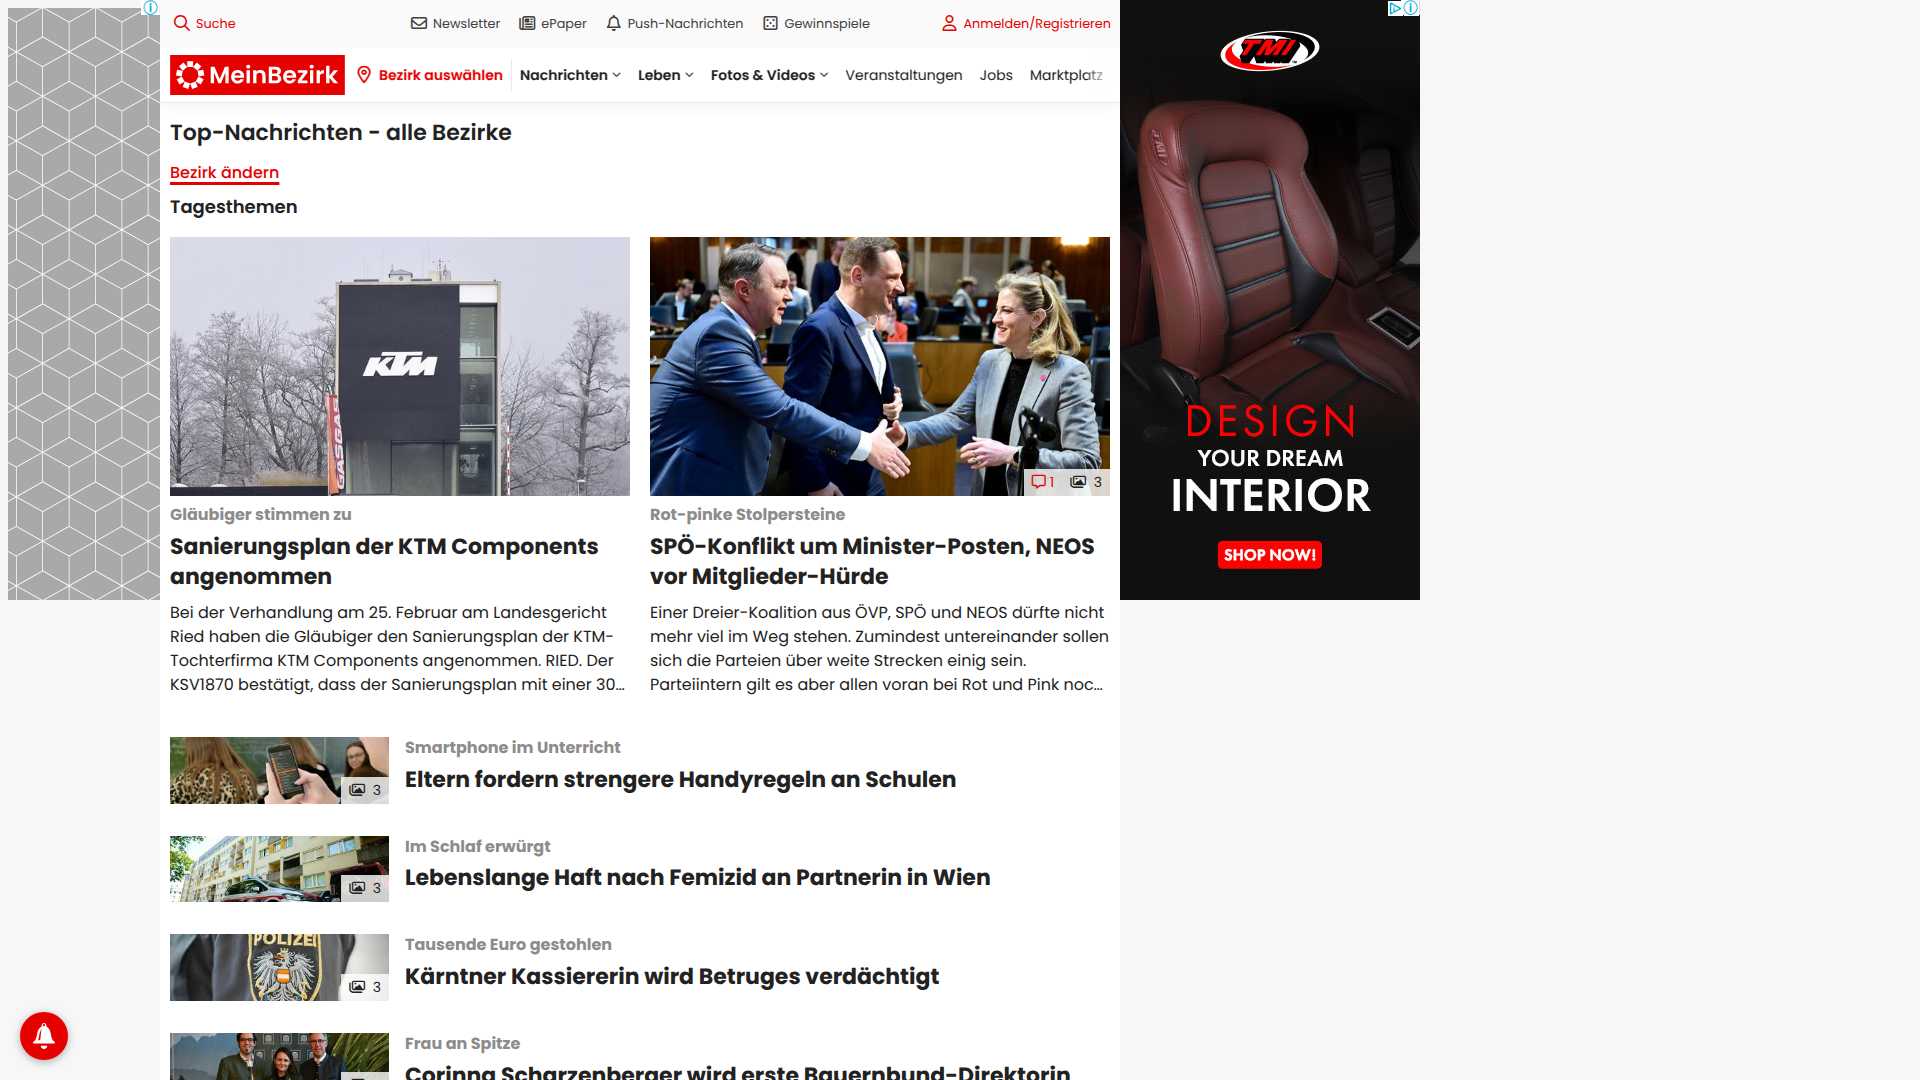 Suche
Newsletter
ePaper
Push-Nachrichten
Gewinnspiele
Anmelden/Registrieren
MeinBezirk
Bezirk auswählen
Nachrichten
Leben
Fotos & Videos
Veranstaltungen
Jobs
Marktplatz
Top-Nachrichten - alle Bezirke
Bezirk ändern
Tagesthemen
KTM
GASGAS
1
3
Gläubiger stimmen zu
Sanierungsplan der KTM Components
angenommen
Bei der Verhandlung am 25. Februar am Landesgericht
Ried haben die Gläubiger den Sanierungsplan der KTM-
Tochterfirma KTM Components angenommen. RIED. Der
KSV1870 bestätigt, dass der Sanierungsplan mit einer 30...
Rot-pinke Stolpersteine
SPÖ-Konflikt um Minister-Posten, NEOS
vor Mitglieder-Hürde
Einer Dreier-Koalition aus ÖVP, SPÖ und NEOS dürfte nicht
mehr viel im Weg stehen. Zumindest untereinander sollen
sich die Parteien über weite Strecken einig sein.
Parteiintern gilt es aber allen voran bei Rot und Pink noc...
3
Smartphone im Unterricht
Eltern fordern strengere Handyregeln an Schulen
3
Im Schlaf erwürgt
Lebenslange Haft nach Femizid an Partnerin in Wien
POLIZEI
3
Tausende Euro gestohlen
Kärntner Kassiererin wird Betruges verdächtigt
Frau an Spitze
Corinna Scharzenberger wird erste Bauernbund-Direktorin
TMI
DESIGN
YOUR DREAM
INTERIOR
SHOP NOW!